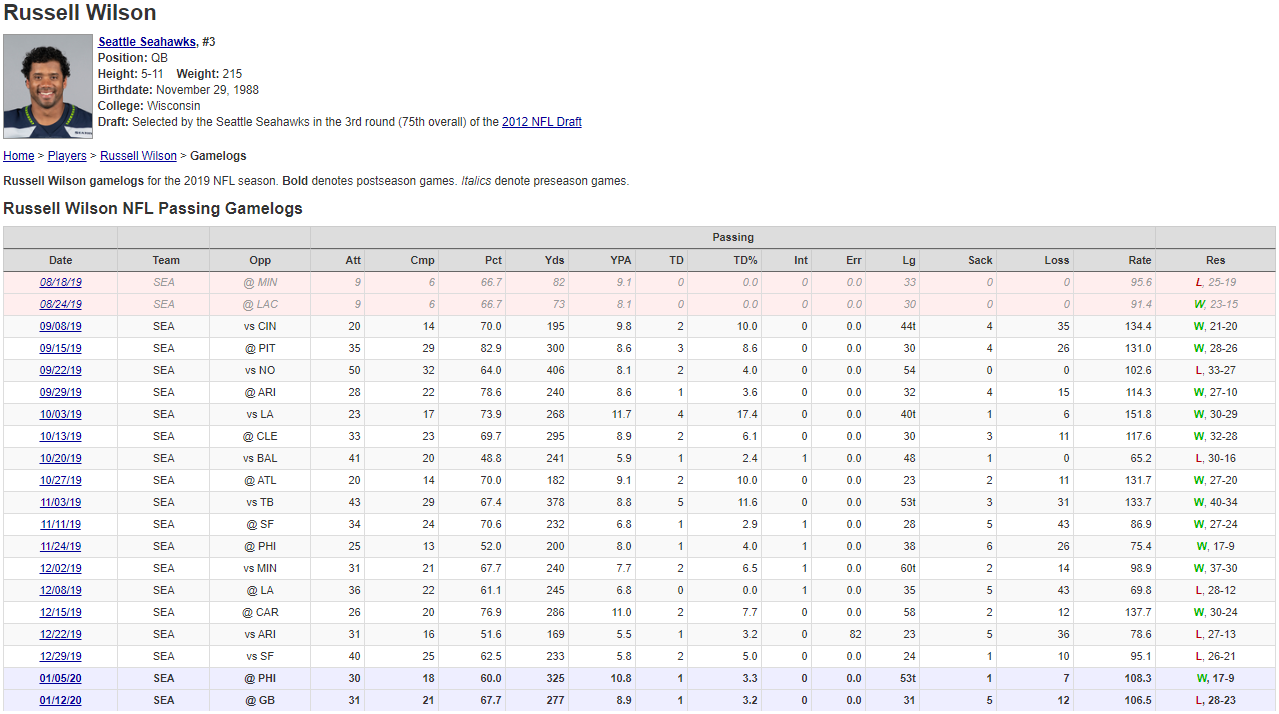 Russell Wilson
Seattle Seahawks, #3
Position: QB
Height: 5-11 Weight: 215
Birthdate: November 29, 1988
College: Wisconsin
Draft: Selected by the Seattle Seahawks in the 3rd round (75th overall) of the 2012 NFL Draft
Home > Players > Russell Wilson > Gamelogs
Russell Wilson gamelogs for the 2019 NFL season. Bold denotes postseason games. Italics denote preseason games.
Russell Wilson NFL Passing Gamelogs
Passing
Date Team Opp Att Cmp Pct Yds YPA TD TD% Int Err Lg Sack Loss Rate Res
08/18/19 SEA @ MIN 9 6 66.7 82 9.1 0 0.0 0 0.0 33 0 0 95.6 L, 25-19
08/24/19 SEA @ LAC 9 6 66.7 73 8.1 0 0.0 0 0.0 30 0 0 91.4 W, 23-15
09/08/19 SEA vs CIN 20 14 70.0 195 9.8 2 10.0 0 0.0 44t 4 35 134.4 W, 21-20
09/15/19 SEA @ PIT 35 29 82.9 300 8.6 3 8.6 0 0.0 30 4 26 131.0 W, 28-26
09/22/19 SEA vs NO 50 32 64.0 406 8.1 2 4.0 0 0.0 54 0 0 102.6 L, 33-27
09/29/19 SEA @ ARI 28 22 78.6 240 8.6 1 3.6 0 0.0 32 4 15 114.3 W, 27-10
10/03/19 SEA vs LA 23 17 73.9 268 11.7 4 17.4 0 0.0 40t 1 6 151.8 W, 30-29
10/13/19 SEA @ CLE 33 23 69.7 295 8.9 2 6.1 0 0.0 30 3 11 117.6 W, 32-28
10/20/19 SEA vs BAL 41 20 48.8 241 5.9 1 2.4 1 0.0 48 1 0 65.2 L, 30-16
10/27/19 SEA @ ATL 20 14 70.0 182 9.1 2 10.0 0 0.0 23 2 11 131.7 W, 27-20
11/03/19 SEA vs TB 43 29 67.4 378 8.8 5 11.6 0 0.0 53t 3 31 133.7 W, 40-34
11/11/19 SEA @ SF 34 24 70.6 232 6.8 1 2.9 1 0.0 28 5 43 86.9 W, 27-24
11/24/19 SEA @ PHI 25 13 52.0 200 8.0 1 4.0 1 0.0 38 6 26 75.4 W, 17-9
12/02/19 SEA vs MIN 31 21 67.7 240 7.7 2 6.5 1 0.0 60t 2 14 98.9 W, 37-30
12/08/19 SEA @ LA 36 22 61.1 245 6.8 0 0.0 1 0.0 35 5 43 69.8 L, 28-12
12/15/19 SEA @ CAR 26 20 76.9 286 11.0 2 7.7 0 0.0 58 2 12 137.7 W, 30-24
12/22/19 SEA vs ARI 31 16 51.6 169 5.5 1 3.2 0 82 23 5 36 78.6 L, 27-13
12/29/19 SEA vs SF 40 25 62.5 233 5.8 2 5.0 0 0.0 24 1 10 95.1 L, 26-21
01/05/20 SEA @ PHI 30 18 60.0 325 10.8 1 3.3 0 0.0 53t 1 7 108.3 W, 17-9
01/12/20 SEA @ GB 31 21 67.7 277 8.9 1 3.2 0 0.0 31 5 12 106.5 L, 28-23